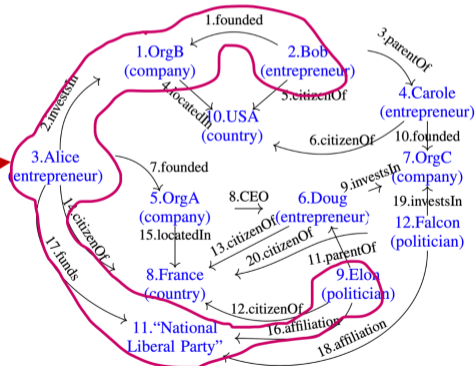 1.founded
1.OrgB
(company)
2.Bob
(entrepreneur)
3.parentOf
2.investsIn
4.locatedIn
5.citizenOf
10.USA
(country)
4.Carole
(entrepreneur)
6.citizenOf
10.founded
3.Alice
(entrepreneur)
7.founded
7.OrgC
(company)
9.investsIn
5.OrgA
(company)
8.CEO
6.Doug
(entrepreneur)
19.investsIn
12.Falcon
(politician)
14.citizenOf
15.locatedIn
13.citizenOf
20.citizenOf
11.parentOf
17.funds
8.France
(country)
9.Elon
(politician)
12.citizenOf
11.“National
Liberal Party”
16.affiliation
18.affiliation